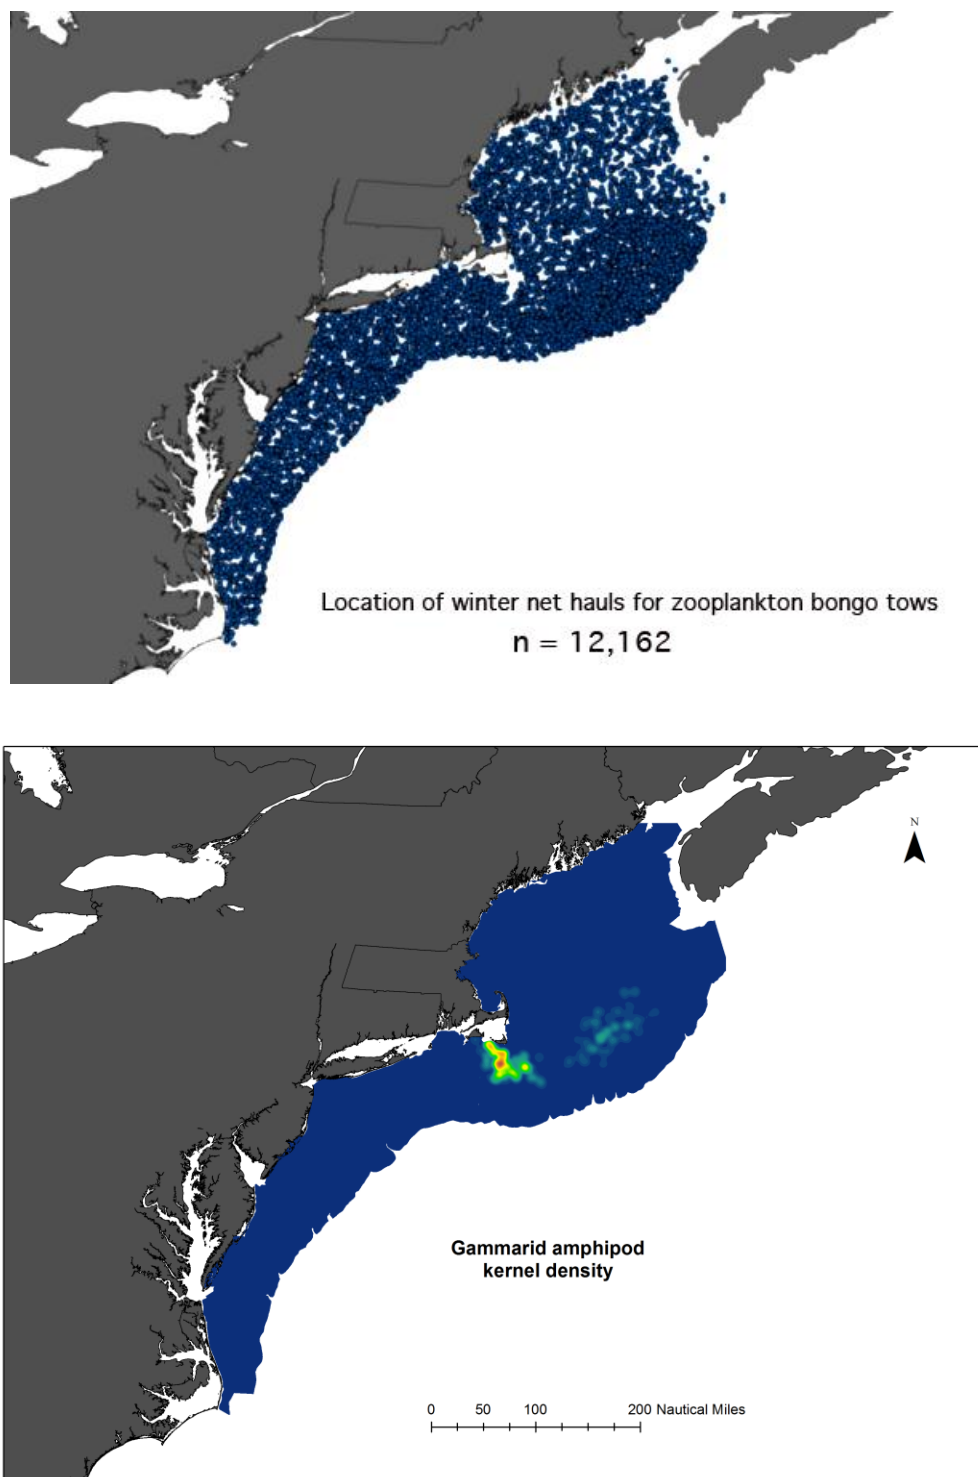 Location of winter net hauls for zooplankton bongo tows
n = 12,162
N
Gammarid amphipod
kernel density
0 50 100 200 Nautical Miles